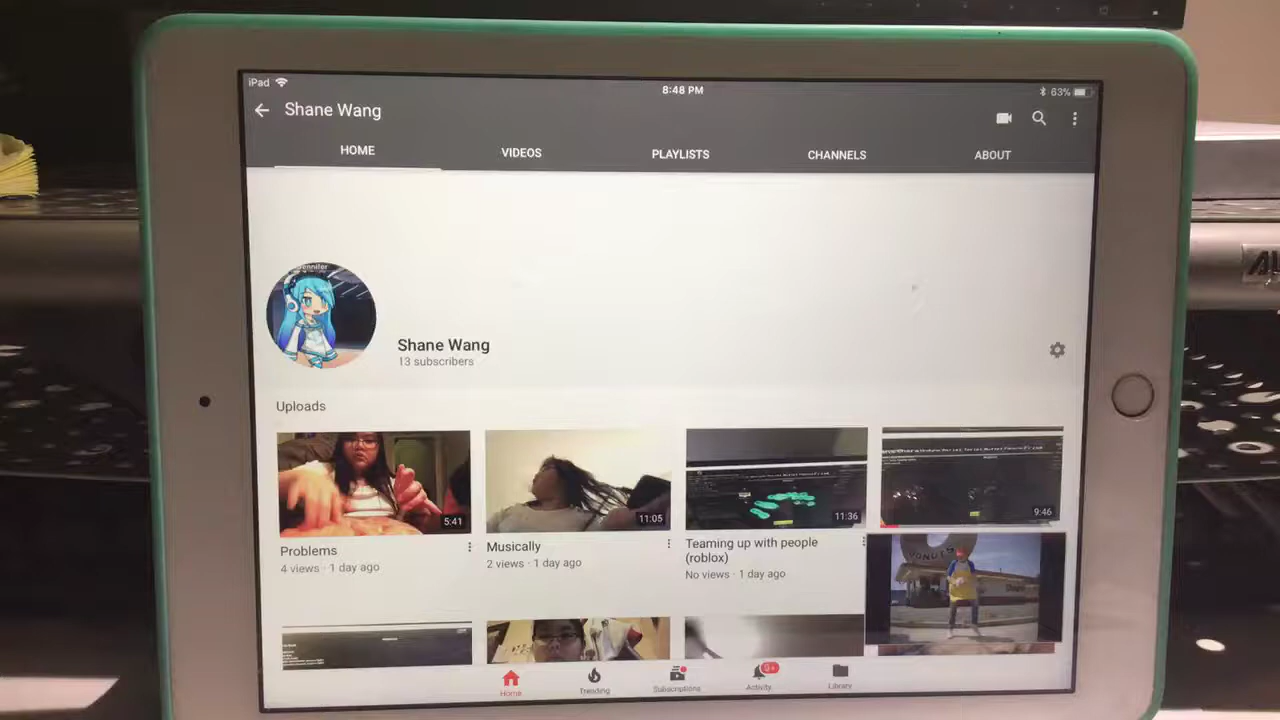 iPad
8:48 PM
63%
Shane Wang
HOME VIDEOS PLAYLISTS CHANNELS ABOUT
Jennifer
Shane Wang
13 subscribers
Uploads
5:41
11:05
11:36
9:46
Problems
4 views · 1 day ago
Musically
2 views · 1 day ago
Teaming up with people
(roblox)
No views · 1 day ago
Home Trending Subscriptions Activity 9+ Library